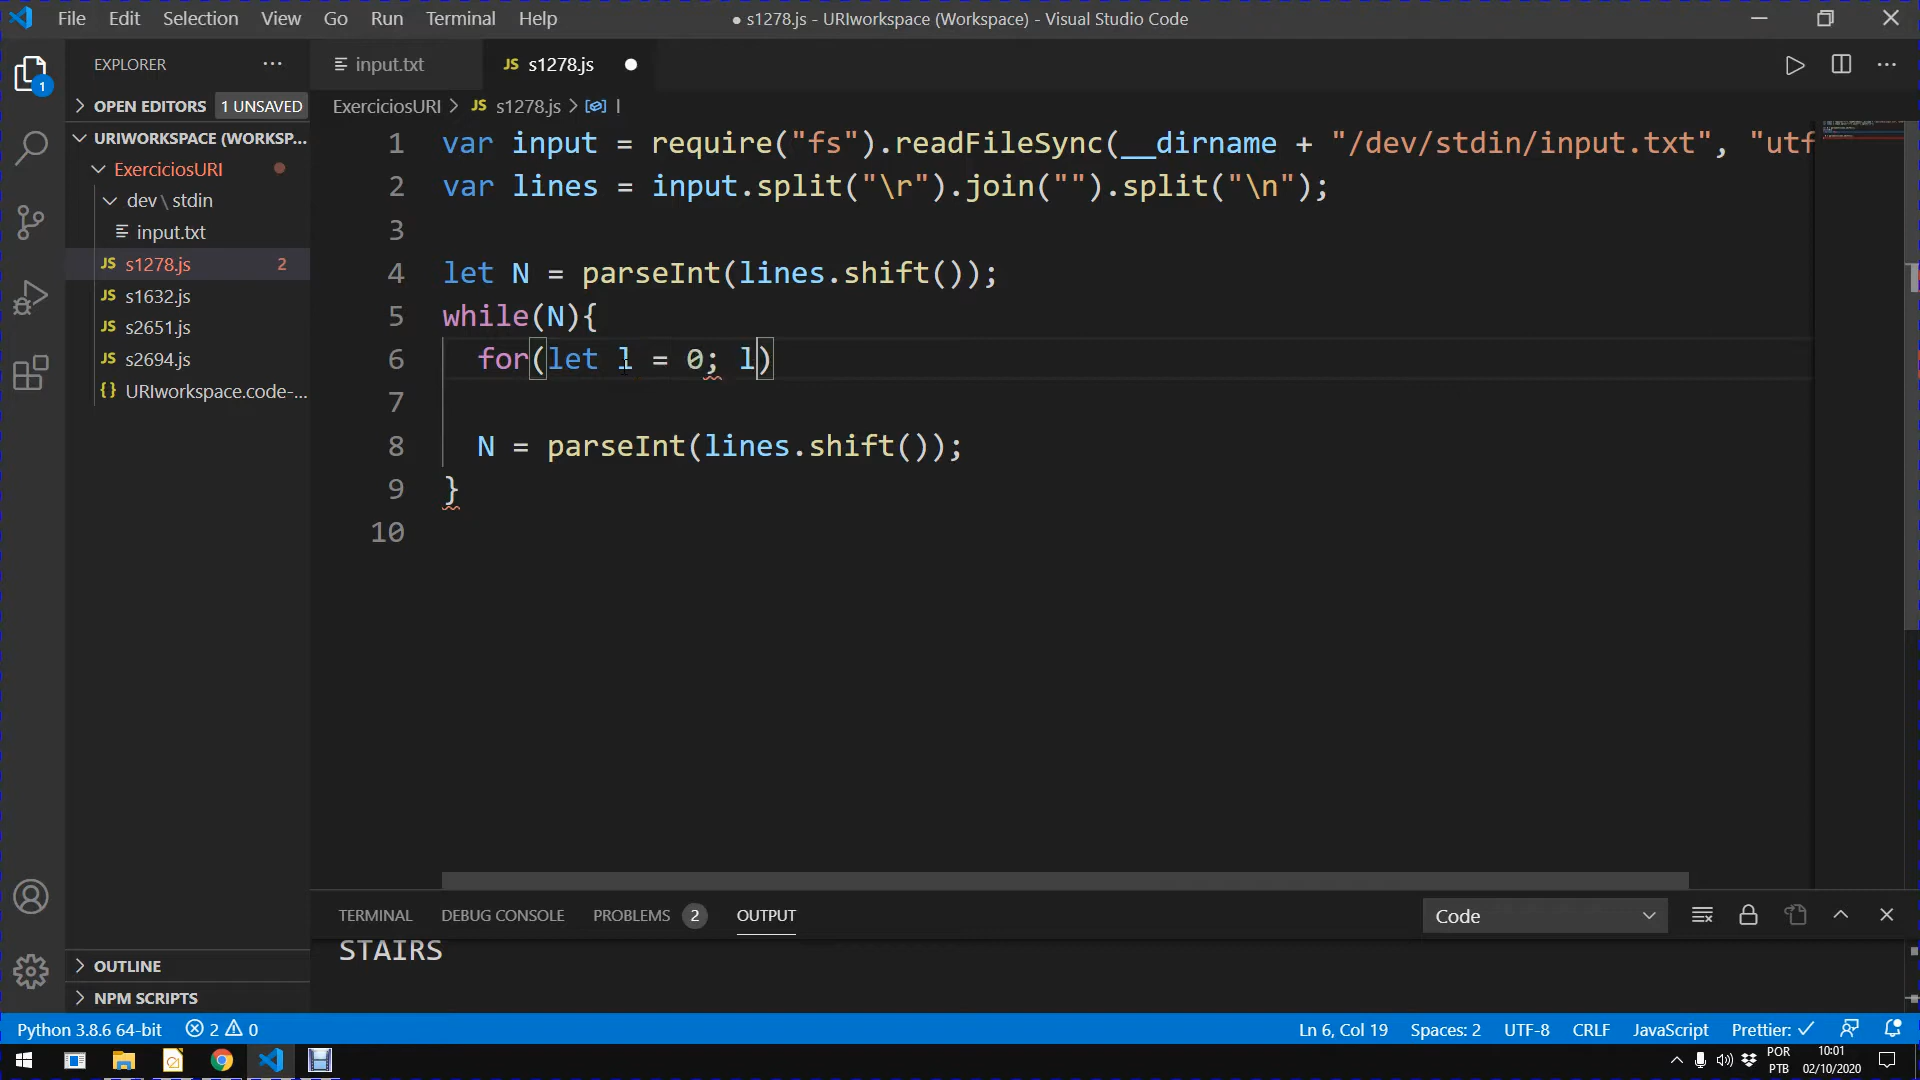 File Edit Selection View Go Run Terminal Help
● s1278.js - URIworkspace (Workspace) - Visual Studio Code
EXPLORER ...
input.txt
JS s1278.js
OPEN EDITORS 1 UNSAVED
ExerciciosURI > JS s1278.js > l
URIWORKSPACE (WORKSP...
ExerciciosURI
dev \ stdin
input.txt
JS s1278.js 2
JS s1632.js
JS s2651.js
JS s2694.js
{} URIworkspace.code-...
1
1 var input = require("fs").readFileSync(__dirname + "/dev/stdin/input.txt", "utf
2 var lines = input.split("\r").join("").split("\n");
3
4 let N = parseInt(lines.shift());
5 while(N){
6 for(let l = 0; l)
7
8 N = parseInt(lines.shift());
9 }
10
TERMINAL DEBUG CONSOLE PROBLEMS 2 OUTPUT
Code
STAIRS
OUTLINE
NPM SCRIPTS
Python 3.8.6 64-bit 2 0
Ln 6, Col 19 Spaces: 2 UTF-8 CRLF JavaScript Prettier: ✓
POR
PTB
10:01
02/10/2020